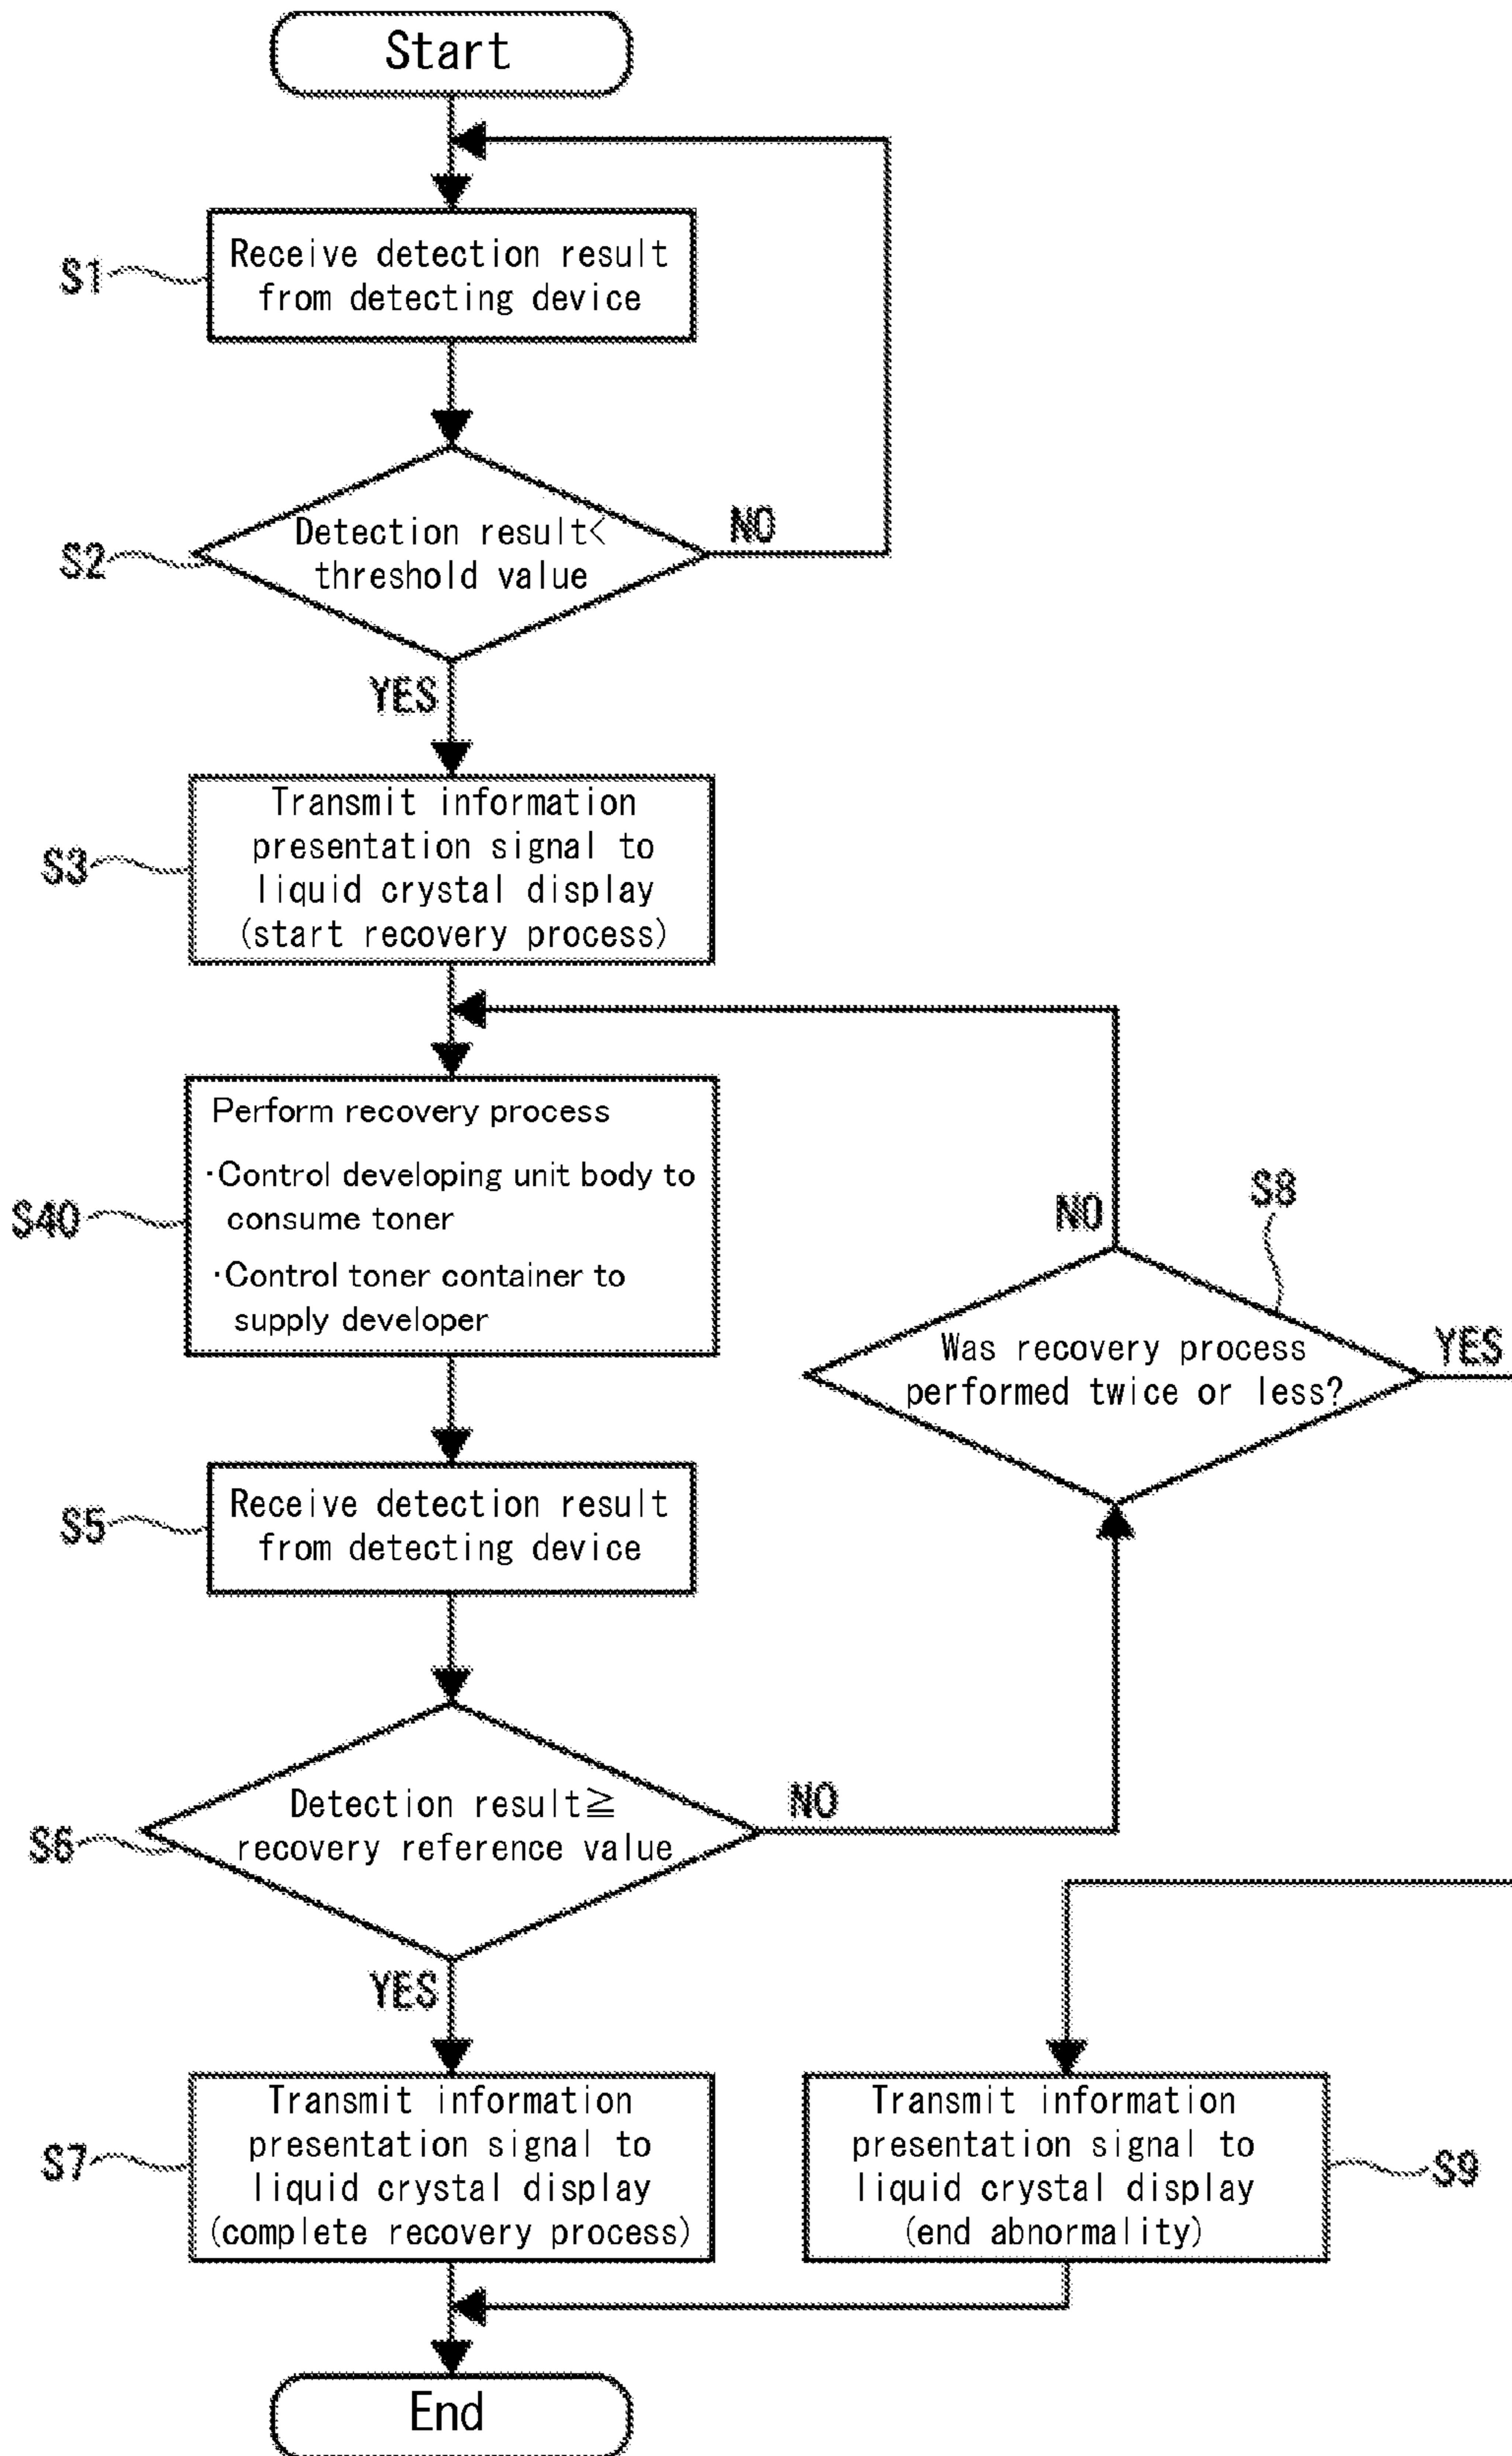 Start
S1
Receive detection result
from detecting device
S2
Detection result<
threshold value
NO
YES
S3
Transmit information
presentation signal to
liquid crystal display
(start recovery process)
S40
Perform recovery process
·Control developing unit body to
consume toner
·Control toner container to
supply developer
S8
NO
Was recovery process
performed twice or less?
YES
S5
Receive detection result
from detecting device
S6
Detection result≧
recovery reference value
NO
YES
S7
Transmit information
presentation signal to
liquid crystal display
(complete recovery process)
Transmit information
presentation signal to
liquid crystal display
(end abnormality)
S9
End